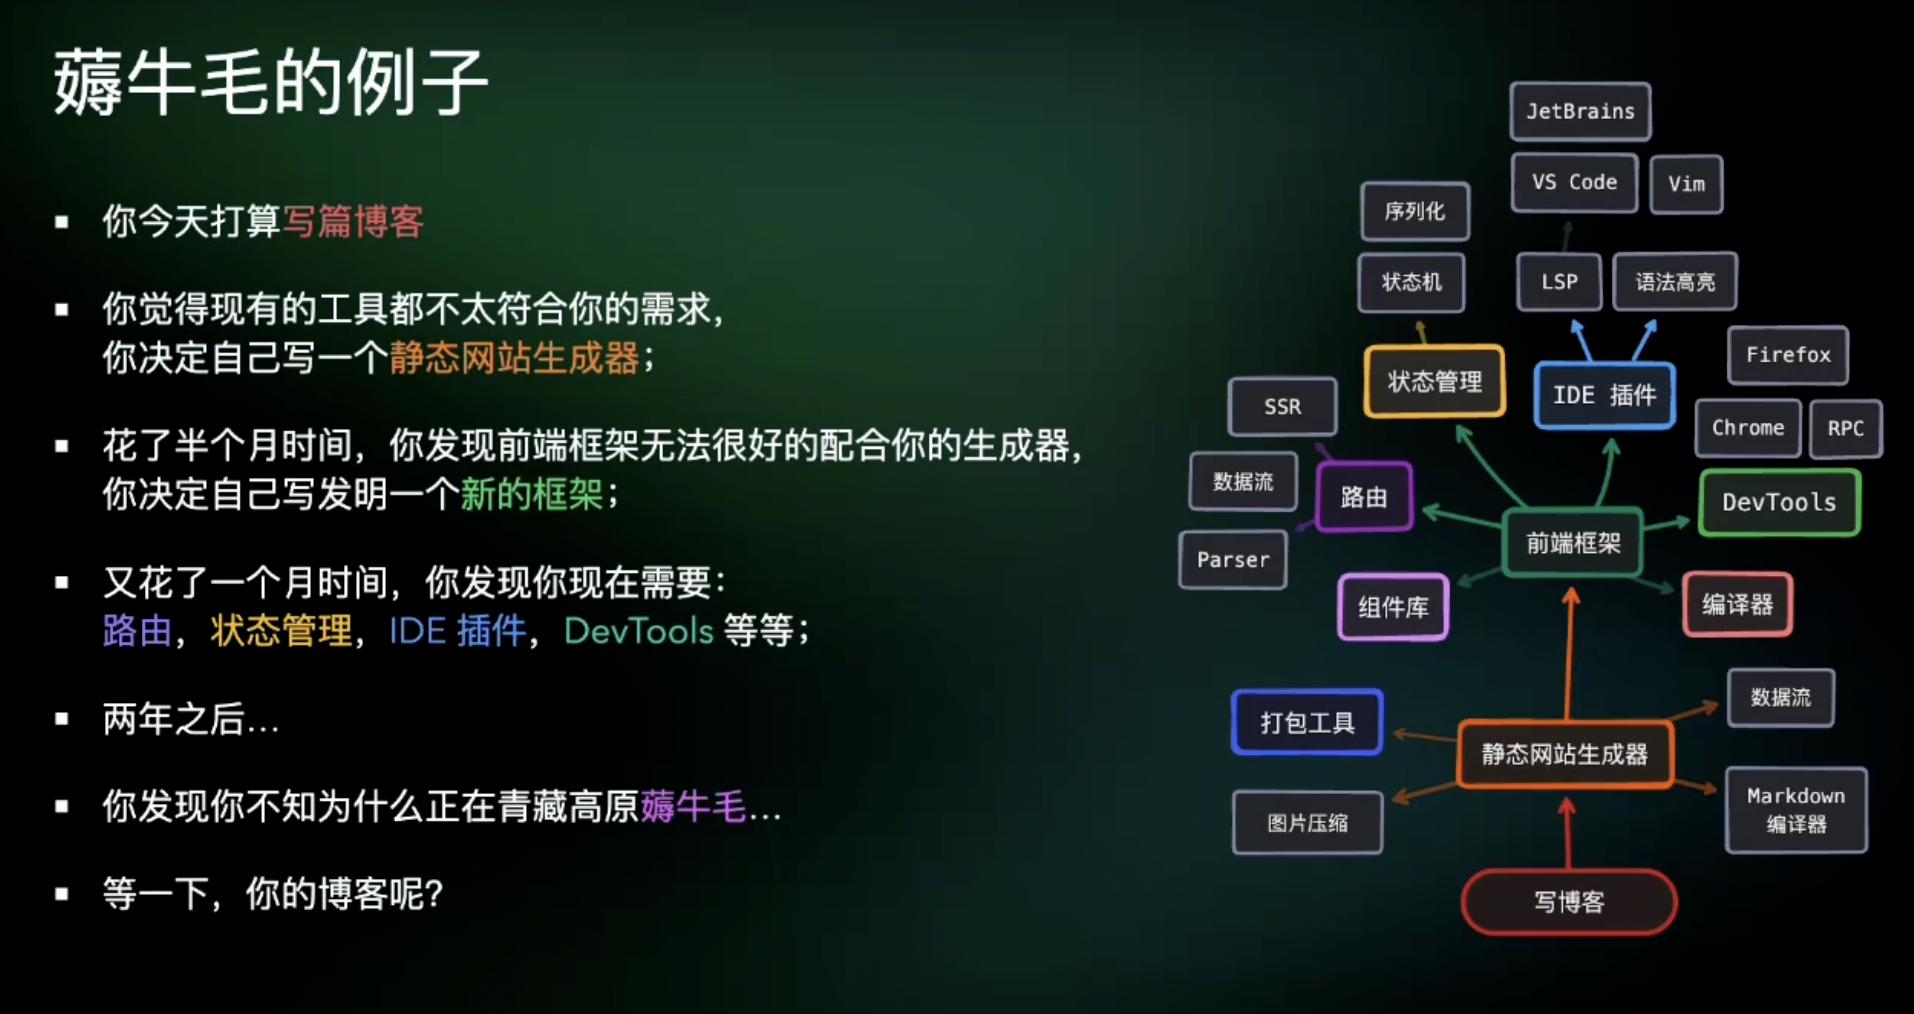 薅牛毛的例子
你今天打算写篇博客
你觉得现有的工具都不太符合你的需求，
你决定自己写一个静态网站生成器；
花了半个月时间，你发现前端框架无法很好的配合你的生成器，
你决定自己写发明一个新的框架；
又花了一个月时间，你发现你现在需要：
路由，状态管理，IDE 插件，DevTools 等等；
两年之后...
你发现你不知为什么正在青藏高原薅牛毛...
等一下，你的博客呢？
JetBrains
VS Code
Vim
序列化
状态机
LSP
语法高亮
Firefox
状态管理
IDE 插件
SSR
Chrome
RPC
数据流
路由
DevTools
前端框架
Parser
组件库
编译器
数据流
打包工具
静态网站生成器
图片压缩
Markdown
编译器
写博客